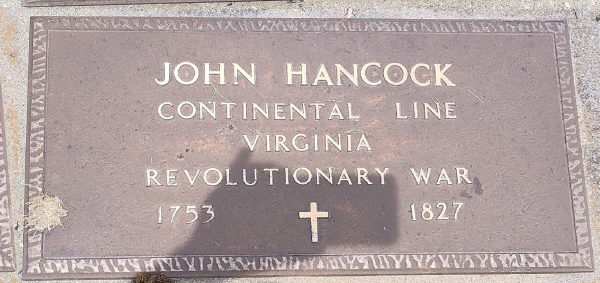 JOHN HANCOCK
CONTINENTAL LINE
VIRGINIA
REVOLUTIONARY WAR
1753 1827